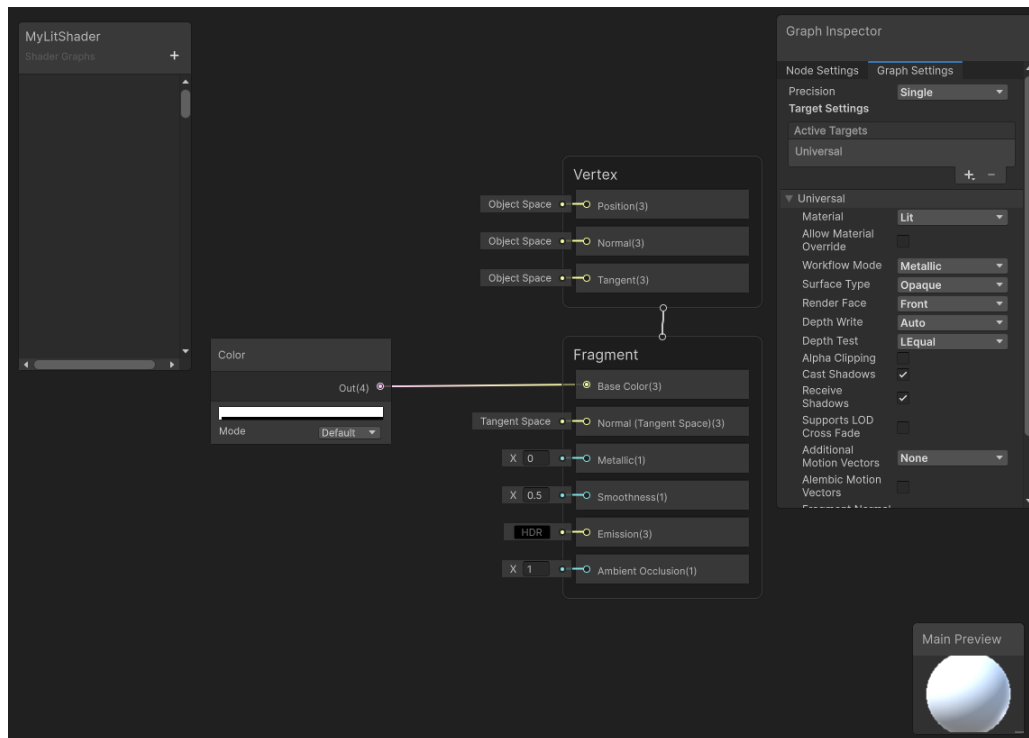 MyLitShader
Shader Graphs
+
Graph Inspector
Node Settings Graph Settings
Precision Single
Target Settings
Active Targets
Universal
+ −
Universal
Material Lit
Allow Material
Override
Workflow Mode Metallic
Surface Type Opaque
Render Face Front
Depth Write Auto
Depth Test LEqual
Alpha Clipping
Cast Shadows
Receive
Shadows
Supports LOD
Cross Fade
Additional
Motion Vectors None
Alembic Motion
Vectors
Vertex
Object Space Position(3)
Object Space Normal(3)
Object Space Tangent(3)
Color
Out(4)
Mode Default
Fragment
Base Color(3)
Tangent Space Normal (Tangent Space)(3)
X 0 Metallic(1)
X 0.5 Smoothness(1)
HDR Emission(3)
X 1 Ambient Occlusion(1)
Main Preview